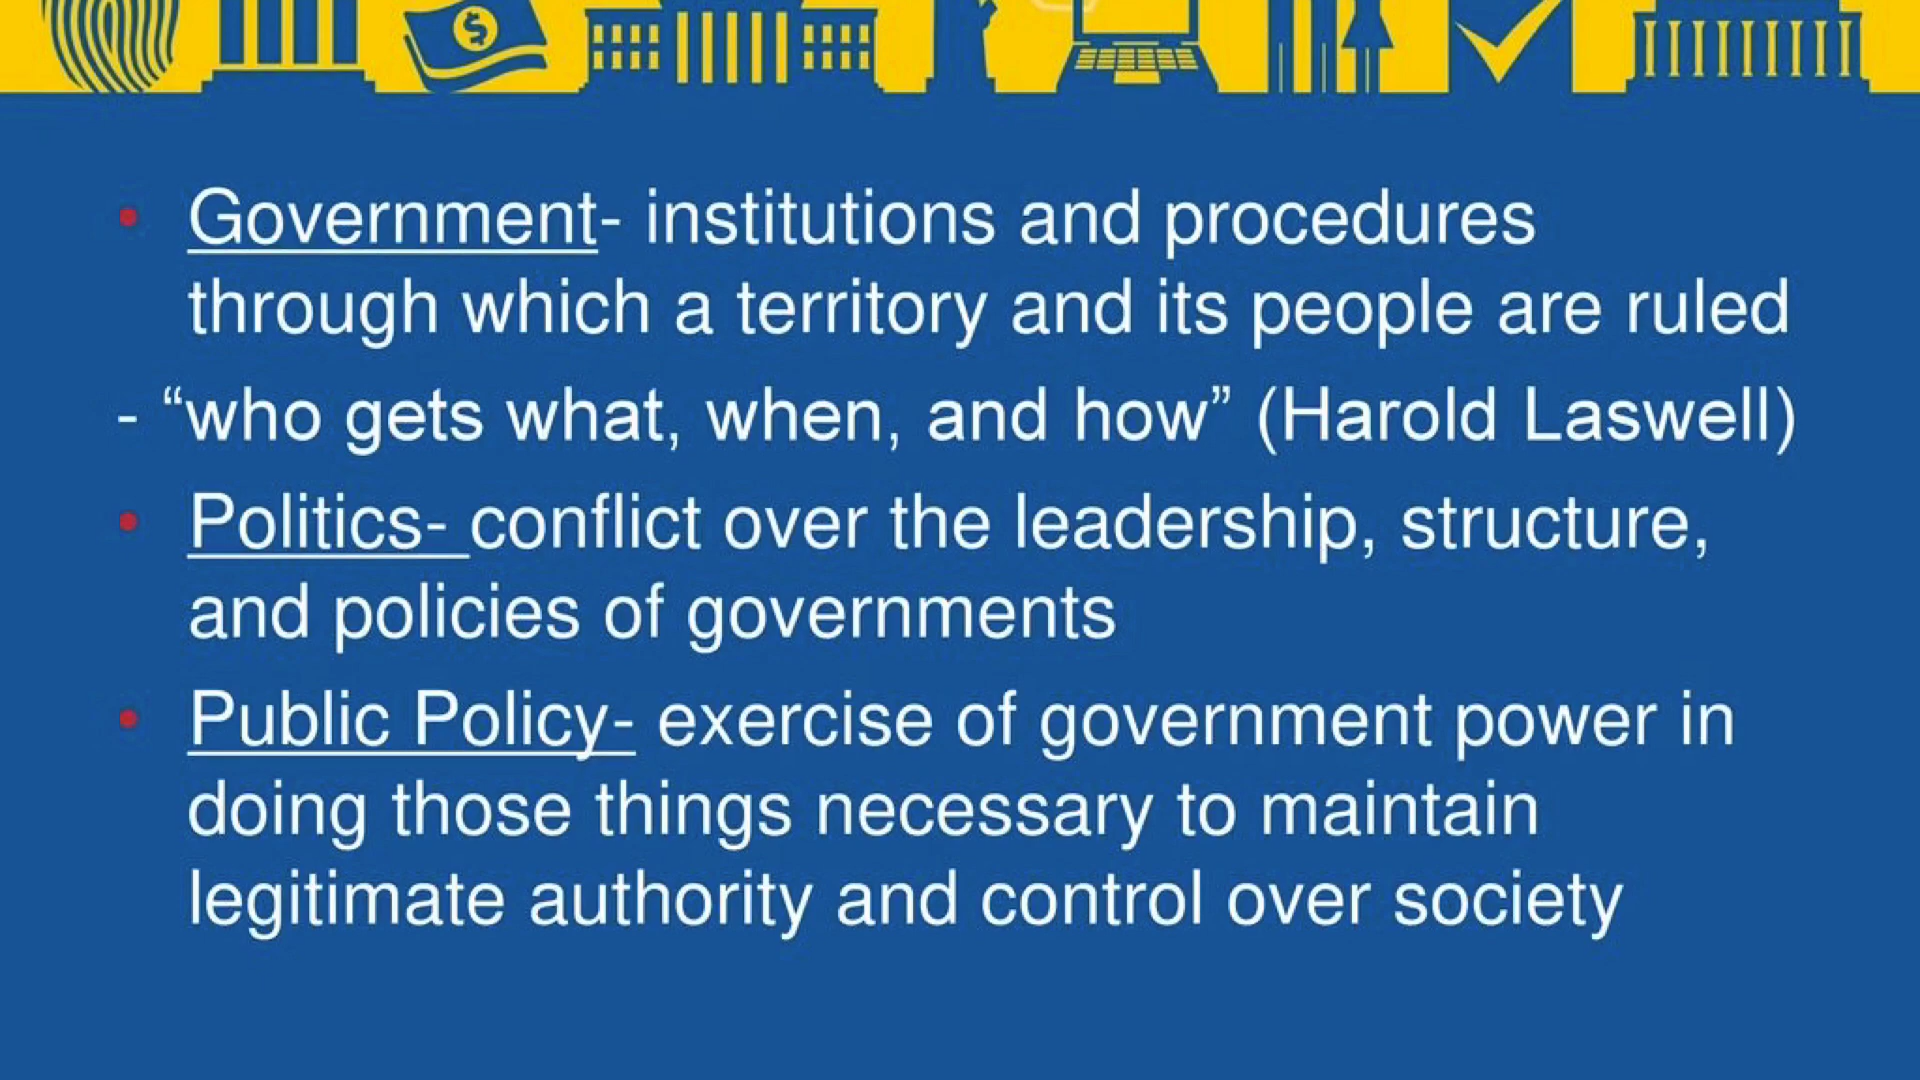 • Government- institutions and procedures
through which a territory and its people are ruled
- “who gets what, when, and how” (Harold Laswell)
• Politics- conflict over the leadership, structure,
and policies of governments
• Public Policy- exercise of government power in
doing those things necessary to maintain
legitimate authority and control over society